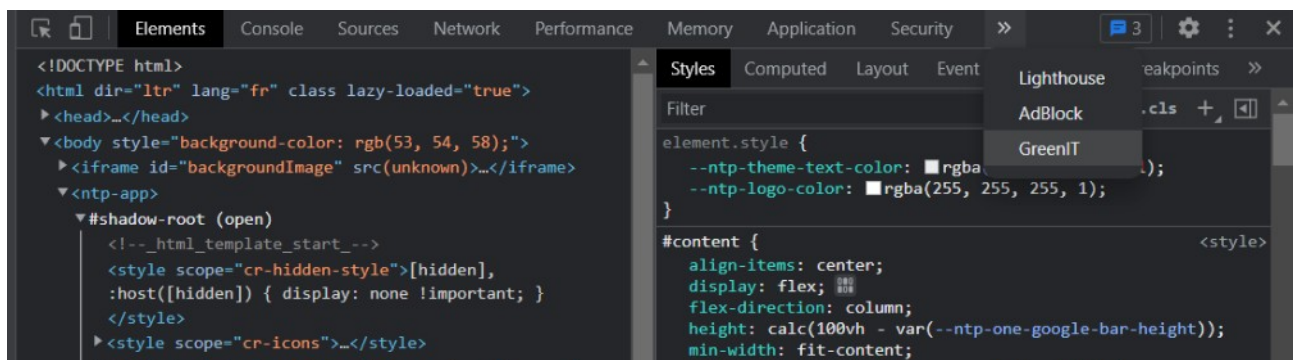 Elements Console Sources Network Performance Memory Application Security » 3
<!DOCTYPE html>
<html dir="ltr" lang="fr" class lazy-loaded="true">
<head>…</head>
<body style="background-color: rgb(53, 54, 58);">
<iframe id="backgroundImage" src(unknown)>…</iframe>
<ntp-app>
#shadow-root (open)
<!--_html_template_start_-->
<style scope="cr-hidden-style">[hidden],
:host([hidden]) { display: none !important; }
</style>
<style scope="cr-icons">…</style>
Styles Computed Layout Event eakpoints »
Lighthouse
AdBlock
GreenIT
Filter .cls +
element.style {
--ntp-theme-text-color: rgba( );
--ntp-logo-color: rgba(255, 255, 255, 1);
}
#content { <style>
align-items: center;
display: flex;
flex-direction: column;
height: calc(100vh - var(--ntp-one-google-bar-height));
min-width: fit-content;